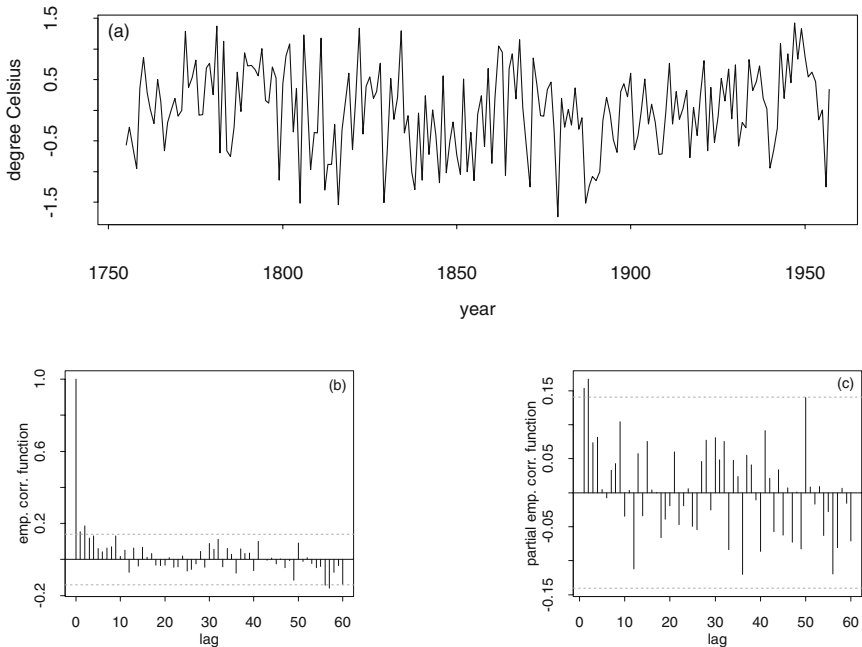 (a)
degree Celsius
1.5
0.5
-0.5
-1.5
1750 1800 1850 1900 1950
year
(b)
emp. corr. function
1.0
0.6
0.2
-0.2
0 10 20 30 40 50 60
lag
(c)
partial emp. corr. function
0.15
0.05
-0.05
-0.15
0 10 20 30 40 50 60
lag